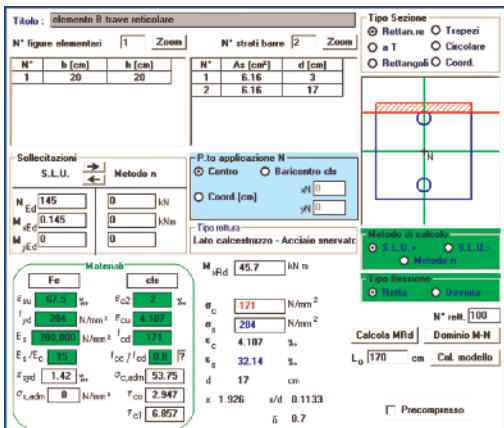 Titolo : elemento B trave reticolare
N° figure elementari 1 Zoom
N° strati barre 2 Zoom
N° b [cm] h [cm]
1 20 20
N° As [cm²] d [cm]
1 6.16 3
2 6.16 17
Tipo Sezione
Rettan.re Trapezi
a T Circolare
Rettangoli Coord.
N
Sollecitazioni
S.L.U. Metodo n
N Ed 145 0 kN
M xEd 0.145 0 kNm
M yEd 0 0
P.to applicazione N
Centro Baricentro cls
Coord.[cm] xN 0
yN 0
Tipo rottura
Lato calcestruzzo - Acciaio snervato
Metodo di calcolo
S.L.U.+ S.L.U.-
Metodo n
Tipo flessione
Retta Deviata
Materiali
Fe cls
ε su 67.5 ‰ ε c2 2 ‰
f yd 284 N/mm² ε cu 4.107
E s 200,000 N/mm² f cd 171
E s /E c 15 f cc / f cd 0.8 ?
ε syd 1.42 ‰ σ c,adm 53.75
σ s,adm 0 N/mm² τ co 2.947
τ c1 6.857
M xRd 45.7 kN m
σ c -171 N/mm²
σ s 284 N/mm²
ε c 4.107 ‰
ε s 32.14 ‰
d 17 cm
x 1.926 x/d 0.1133
δ 0.7
N° rett. 100
Calcola MRd Dominio M-N
L o 170 cm Col. modello
Precompresso